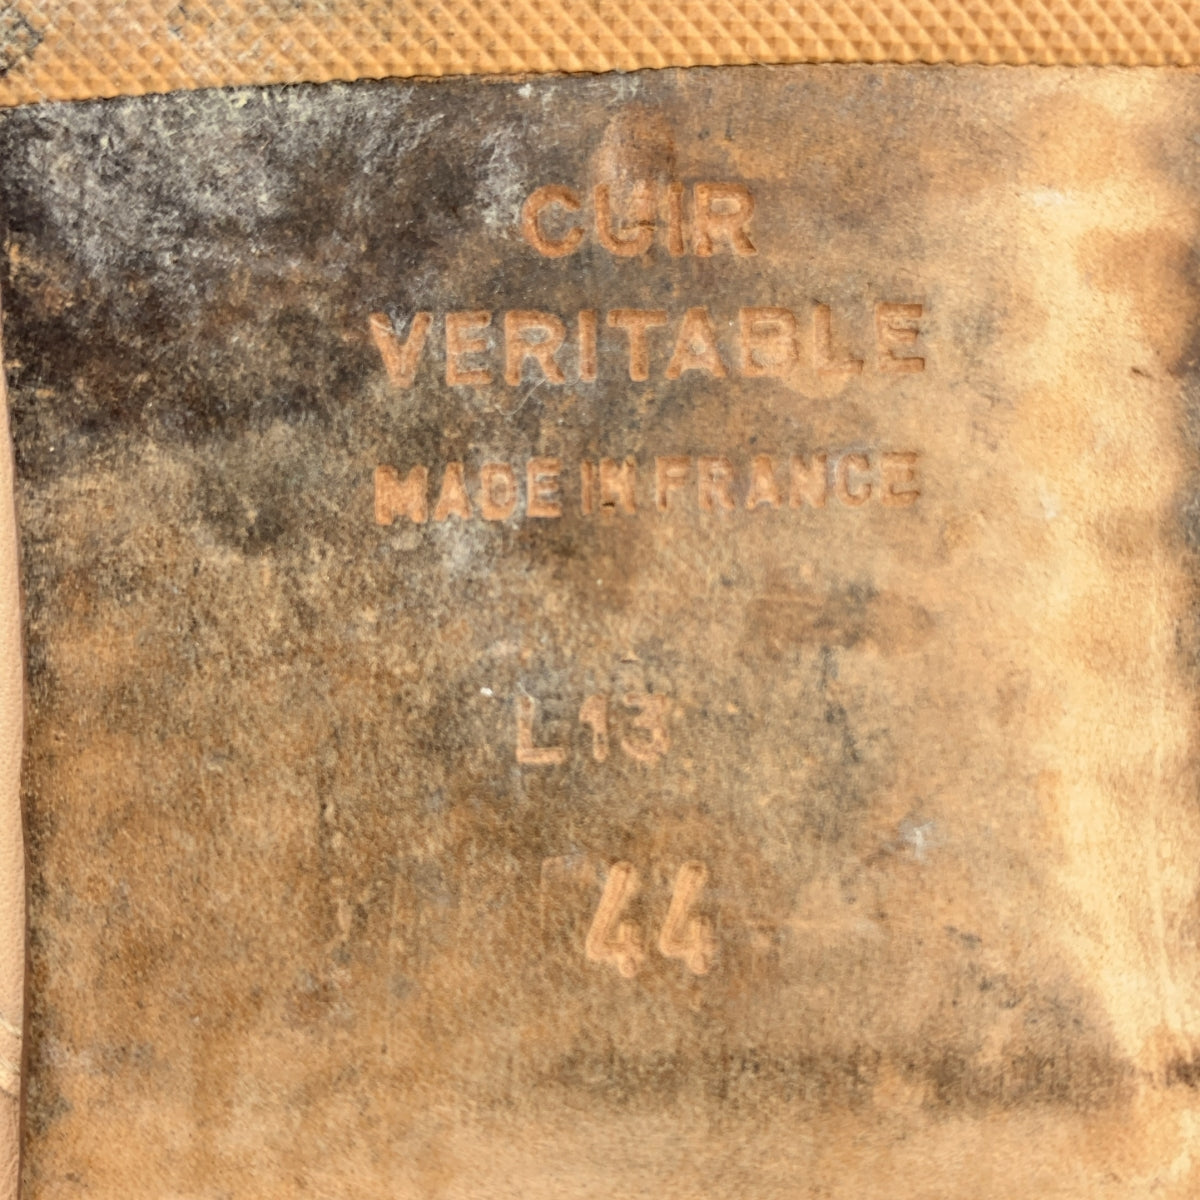 CUIR
VERITABLE
MADE IN FRANCE
L13
44